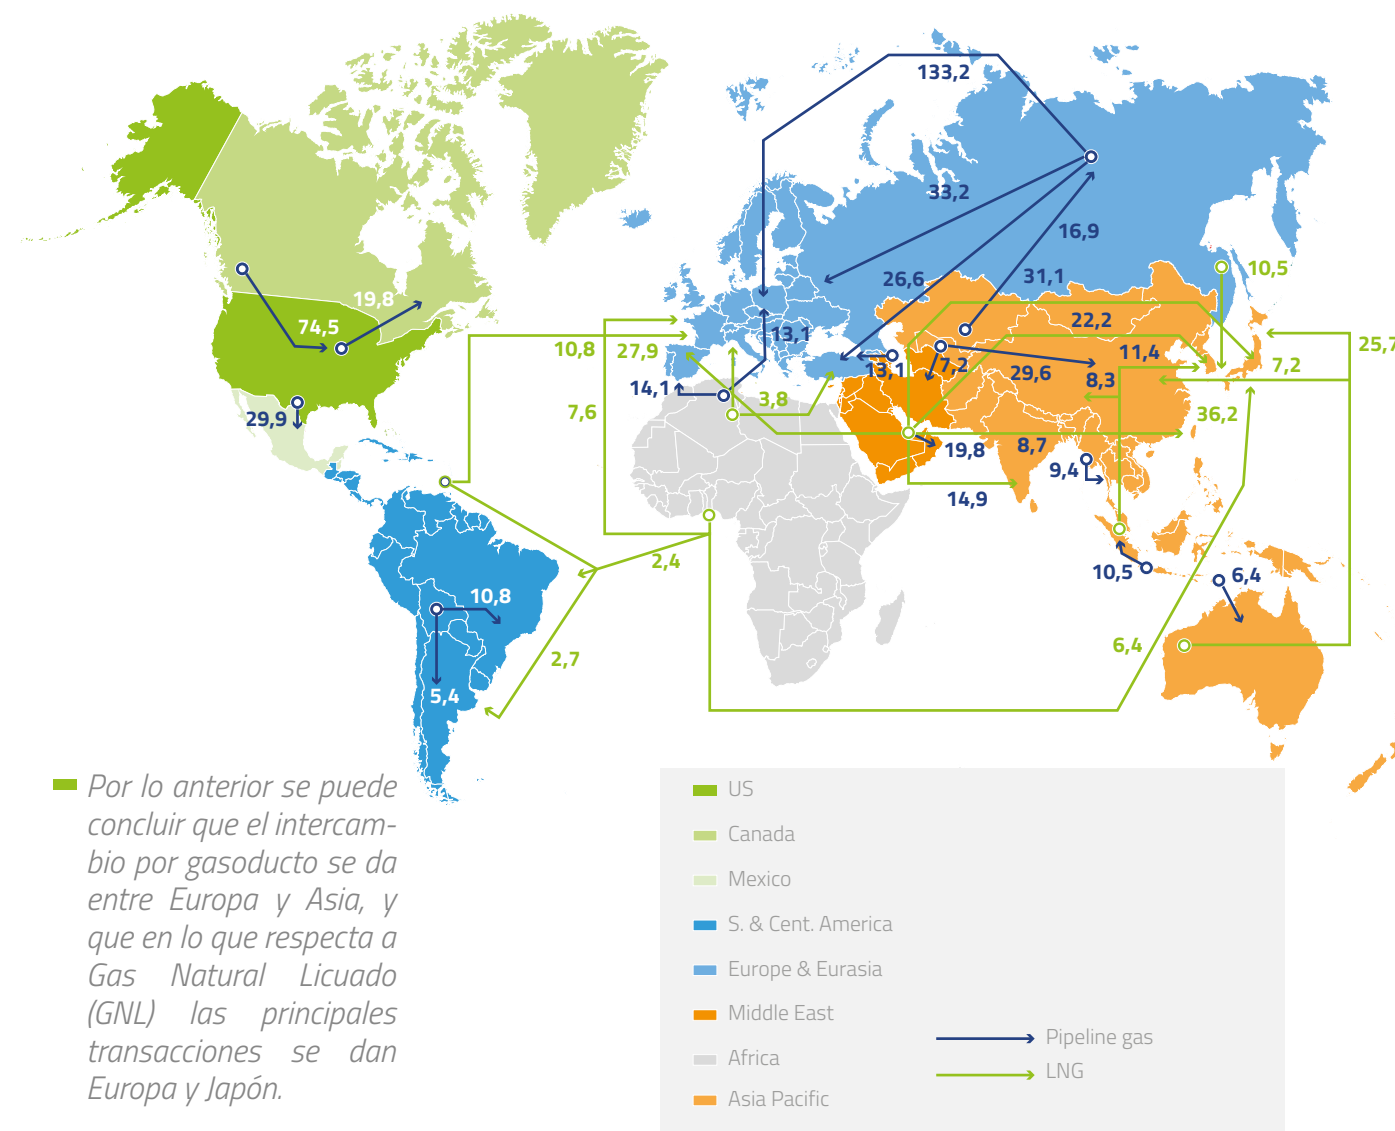 133,2
33,2
16,9
26,6
31,1
10,5
19,8
74,5
22,2
13,1
10,8
27,9
11,4
25,7
13,1
7,2
29,6
8,3
7,2
14,1
3,8
7,6
29,9
36,2
19,8
8,7
9,4
14,9
2,4
10,5
6,4
10,8
6,4
2,7
5,4
Por lo anterior se puede
concluir que el intercam-
bio por gasoducto se da
entre Europa y Asia, y
que en lo que respecta a
Gas Natural Licuado
(GNL) las principales
transacciones se dan
Europa y Japón.
US
Canada
Mexico
S. & Cent. America
Europe & Eurasia
Middle East
Africa
Asia Pacific
Pipeline gas
LNG